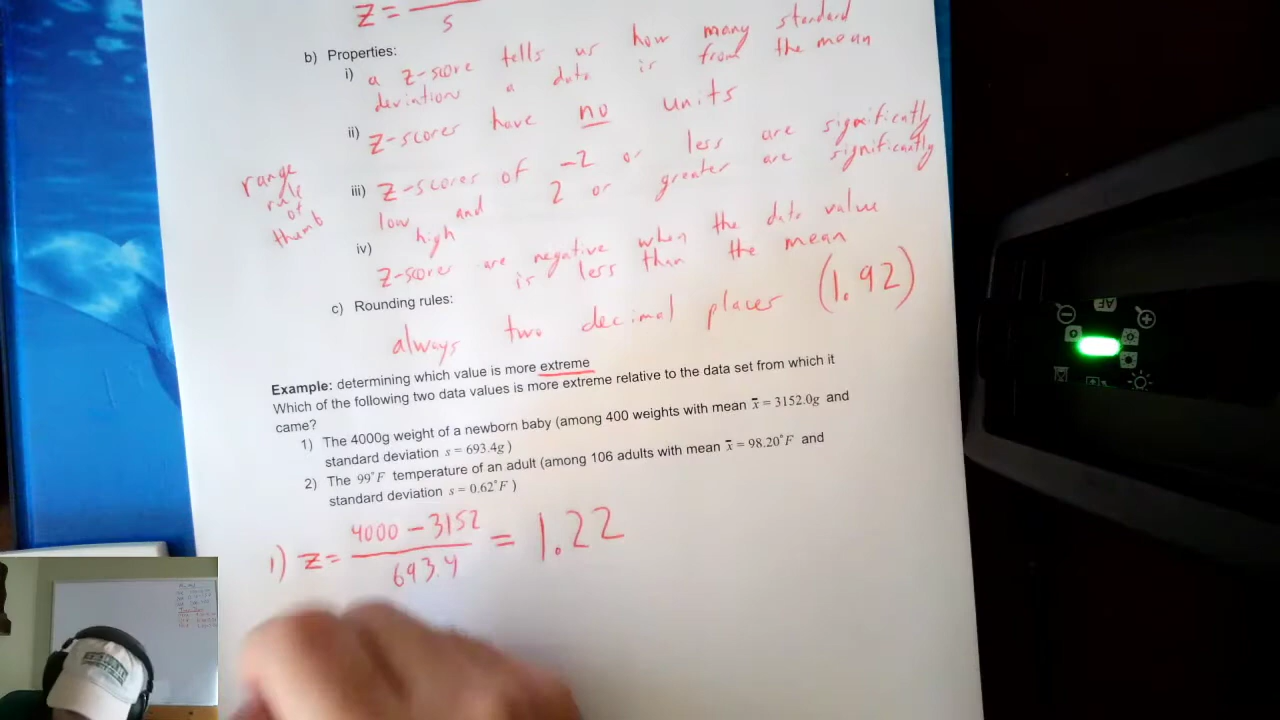 z = —
s
b) Properties:
i) a z-score tells us how many standard
deviations a data is from the mean
ii) z-scores have no units
range
rule
of
thumb
iii) z-scores of -2 or less are significantly
low and 2 or greater are significantly
high
iv) z-scores are negative when the data value
is less than the mean
c) Rounding rules:
always two decimal places (1.92)
Example: determining which value is more extreme
Which of the following two data values is more extreme relative to the data set from which it
came?
1) The 4000g weight of a newborn baby (among 400 weights with mean x̄ = 3152.0g and
standard deviation s = 693.4g )
2) The 99°F temperature of an adult (among 106 adults with mean x̄ = 98.20°F and
standard deviation s = 0.62°F )
1) z = 4000 - 3152 = 1.22
693.4